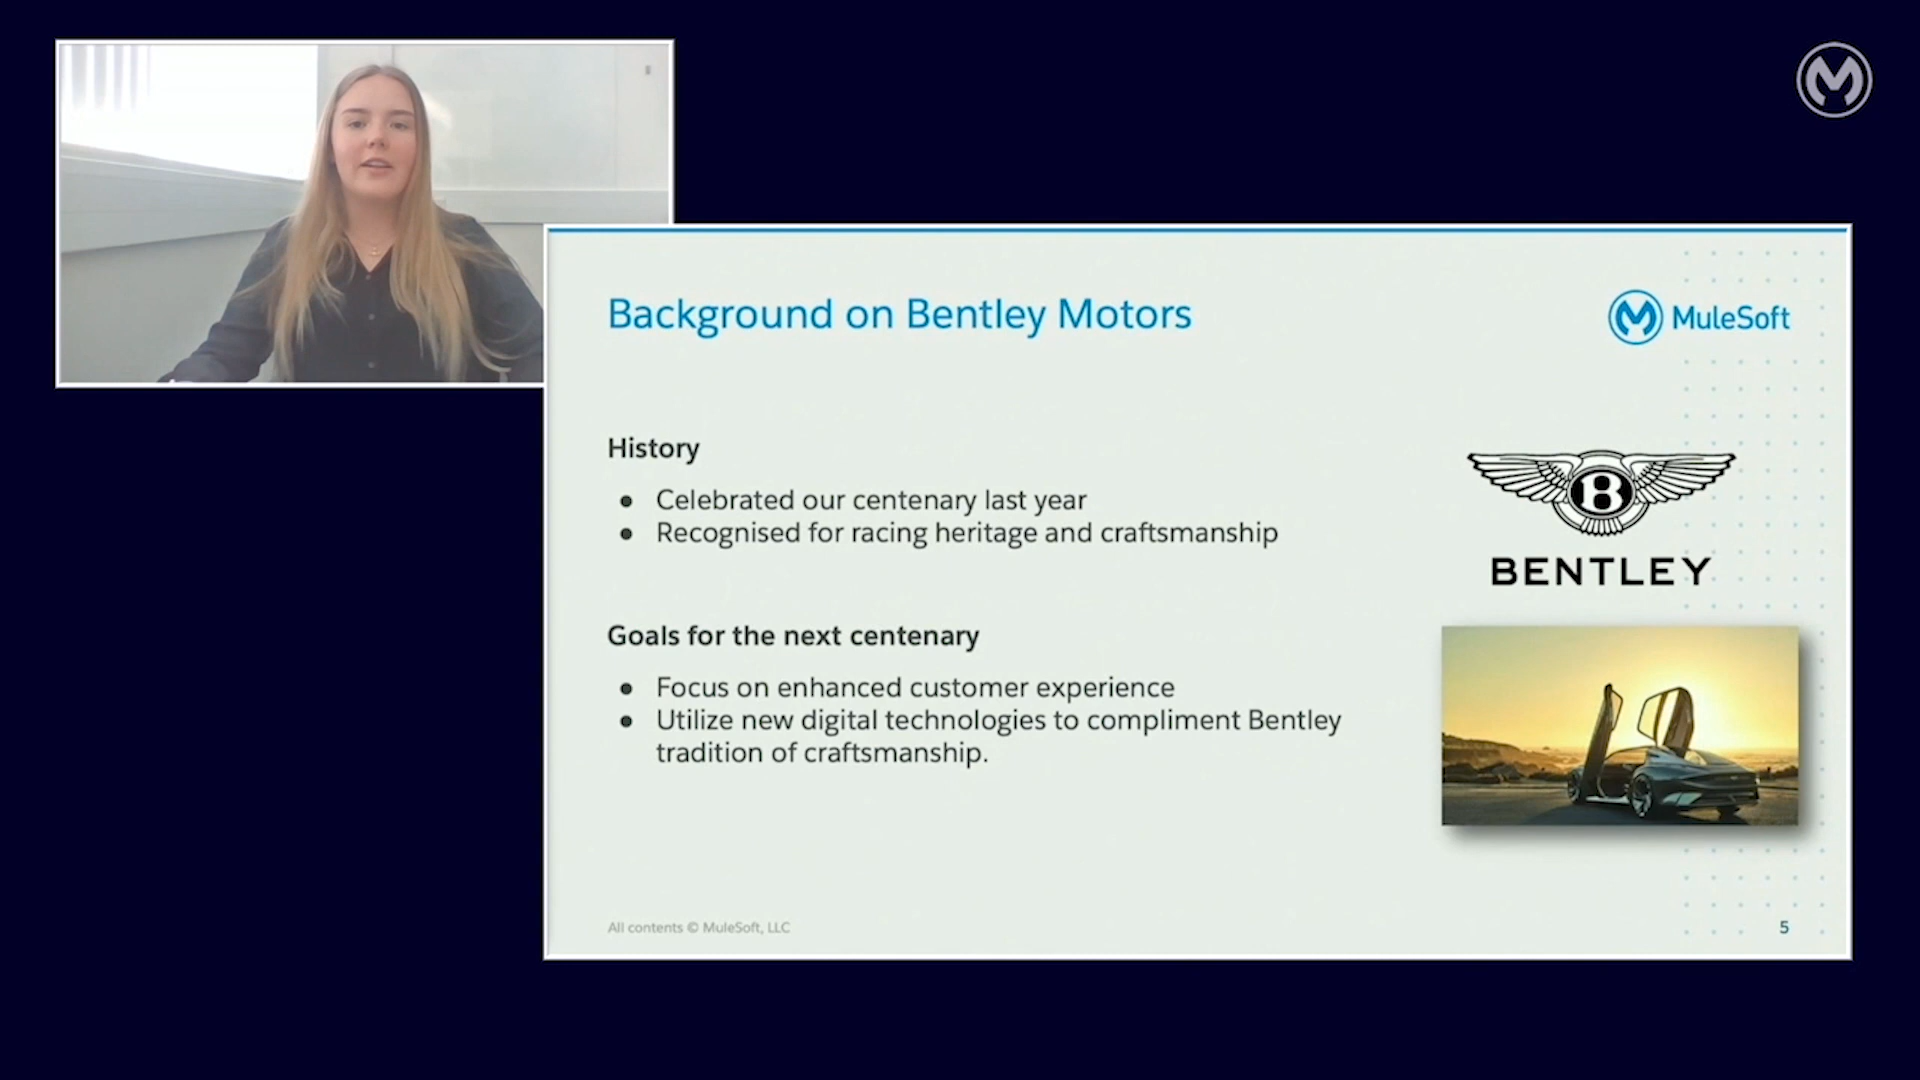 Background on Bentley Motors
MuleSoft
History
● Celebrated our centenary last year
● Recognised for racing heritage and craftsmanship
B
BENTLEY
Goals for the next centenary
● Focus on enhanced customer experience
● Utilize new digital technologies to compliment Bentley
tradition of craftsmanship.
All contents © MuleSoft, LLC
5